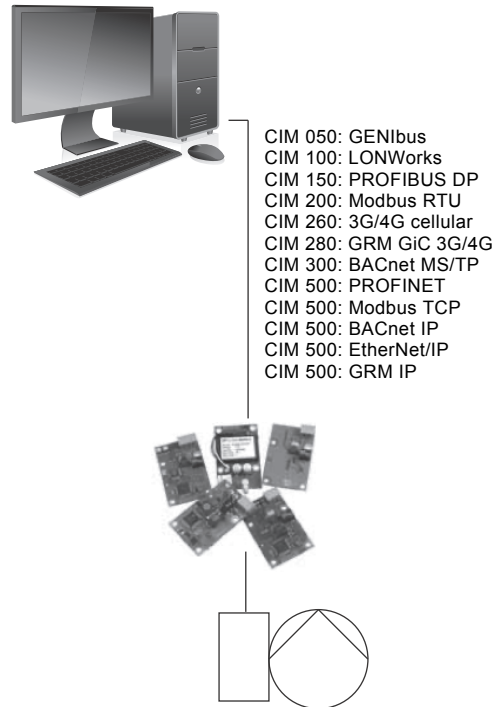 CIM 050: GENIbus
CIM 100: LONWorks
CIM 150: PROFIBUS DP
CIM 200: Modbus RTU
CIM 260: 3G/4G cellular
CIM 280: GRM GiC 3G/4G
CIM 300: BACnet MS/TP
CIM 500: PROFINET
CIM 500: Modbus TCP
CIM 500: BACnet IP
CIM 500: EtherNet/IP
CIM 500: GRM IP